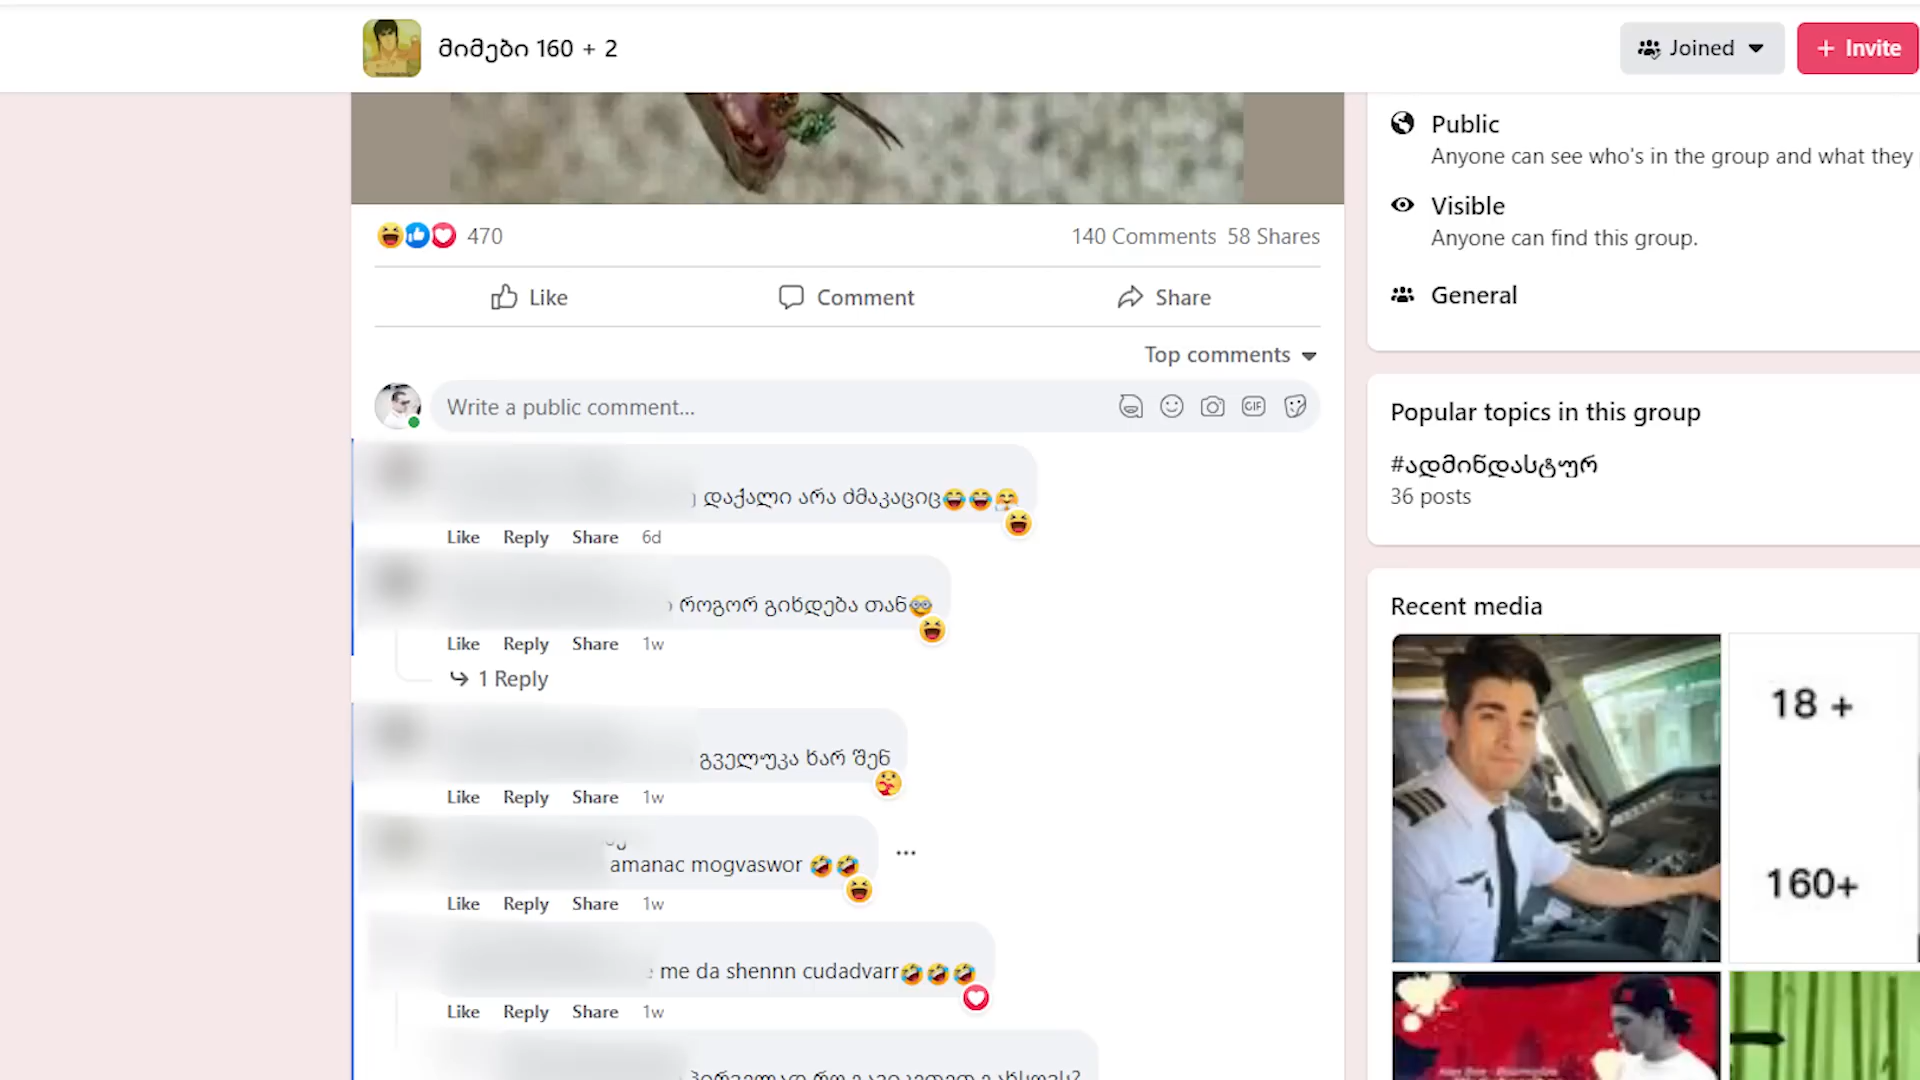 მიმები 160 + 2
Joined
+ Invite
Public
Anyone can see who's in the group and what they
Visible
Anyone can find this group.
General
470
140 Comments 58 Shares
Like
Comment
Share
Top comments
Write a public comment...
GIF
დაქალი არა ძმაკაციც
Like Reply Share 6d
როგორ გიხდება თან
Like Reply Share 1w
1 Reply
გველუკა ხარ შენ
Like Reply Share 1w
amanac mogvaswor
Like Reply Share 1w
me da shennn cudadvarr
Like Reply Share 1w
Popular topics in this group
#ადმინდასტურ
36 posts
Recent media
18 +
160+